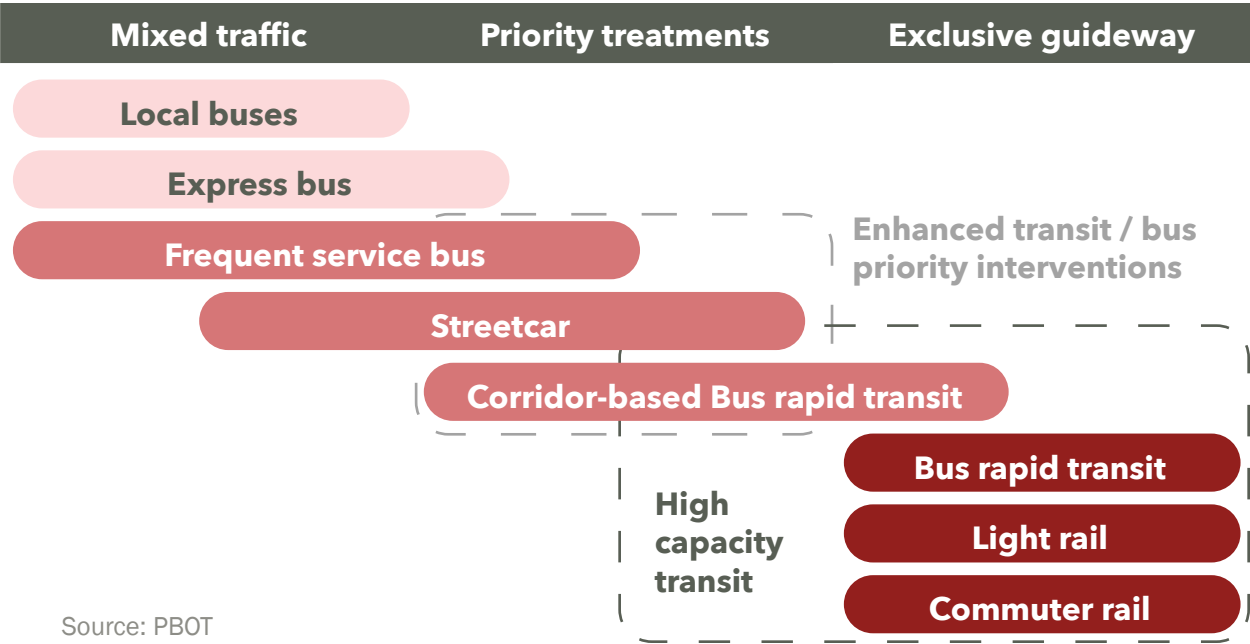 Mixed traffic Priority treatments Exclusive guideway
Local buses
Express bus
Frequent service bus
Enhanced transit / bus
priority interventions
Streetcar
Corridor-based Bus rapid transit
Bus rapid transit
High
capacity
transit
Light rail
Commuter rail
Source: PBOT